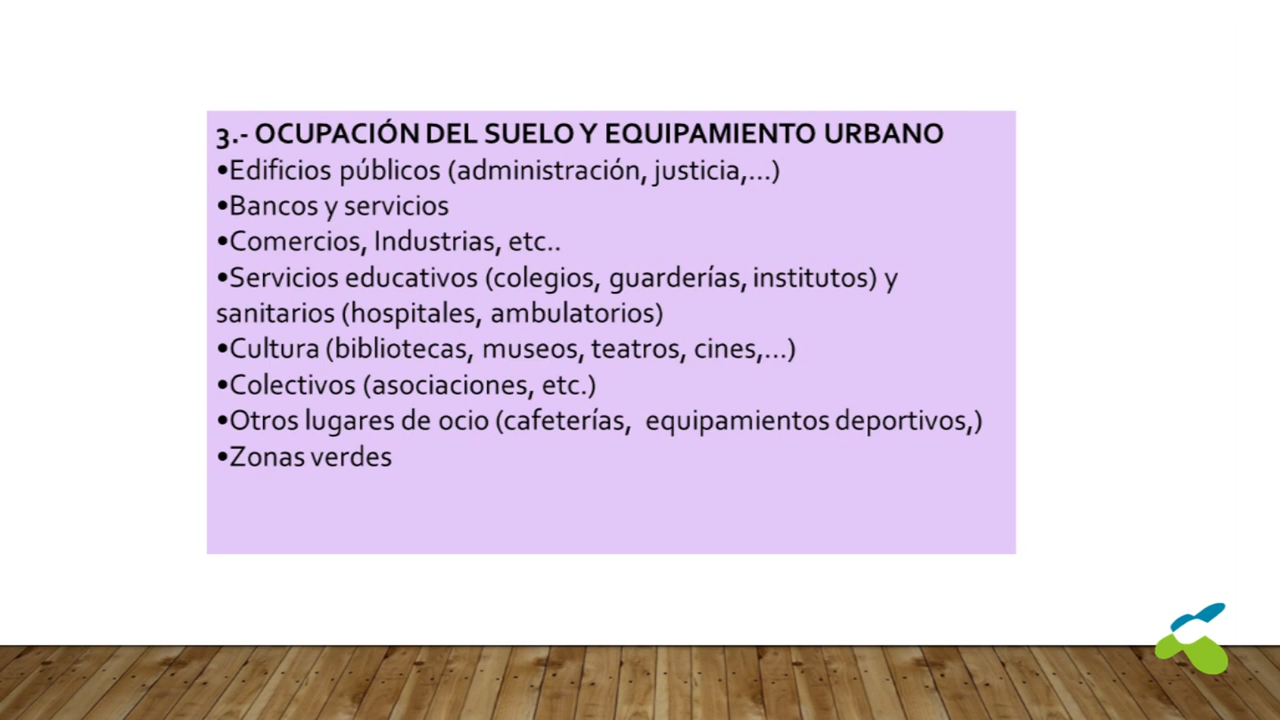 3.- OCUPACIÓN DEL SUELO Y EQUIPAMIENTO URBANO
•Edificios públicos (administración, justicia,...)
•Bancos y servicios
•Comercios, Industrias, etc..
•Servicios educativos (colegios, guarderías, institutos) y
sanitarios (hospitales, ambulatorios)
•Cultura (bibliotecas, museos, teatros, cines,...)
•Colectivos (asociaciones, etc.)
•Otros lugares de ocio (cafeterías, equipamientos deportivos,)
•Zonas verdes